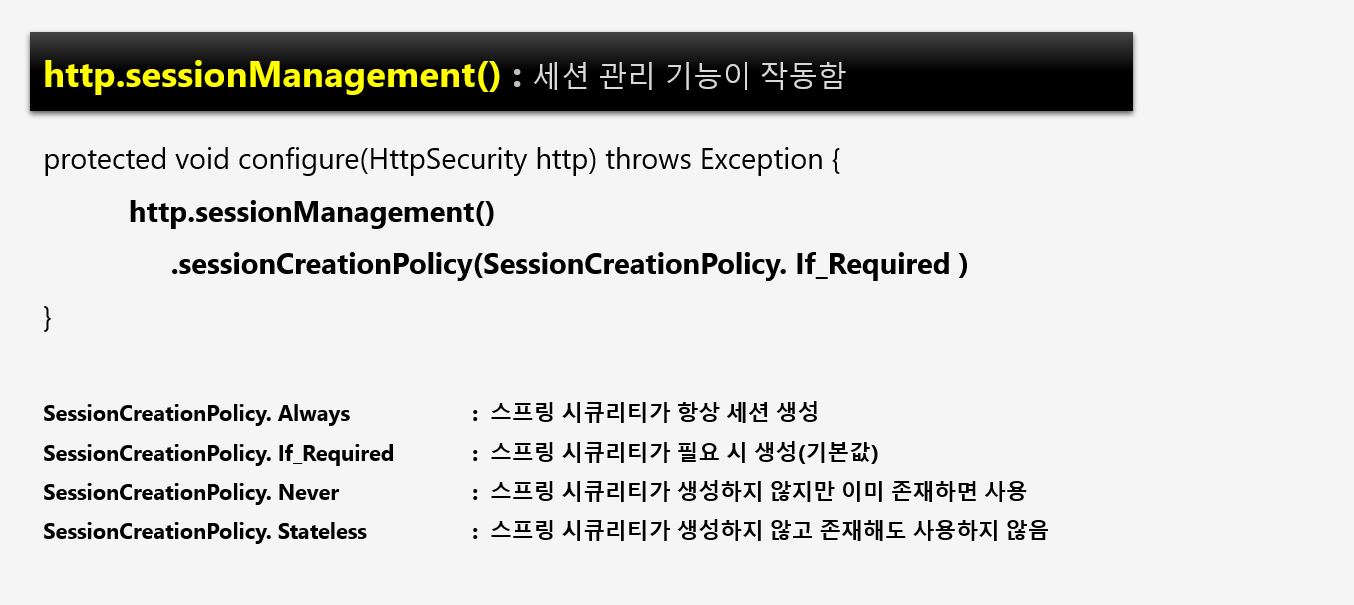 http.sessionManagement() : 세션 관리 기능이 작동함
protected void configure(HttpSecurity http) throws Exception {
http.sessionManagement()
.sessionCreationPolicy(SessionCreationPolicy. If_Required )
}
SessionCreationPolicy. Always : 스프링 시큐리티가 항상 세션 생성
SessionCreationPolicy. If_Required : 스프링 시큐리티가 필요 시 생성(기본값)
SessionCreationPolicy. Never : 스프링 시큐리티가 생성하지 않지만 이미 존재하면 사용
SessionCreationPolicy. Stateless : 스프링 시큐리티가 생성하지 않고 존재해도 사용하지 않음